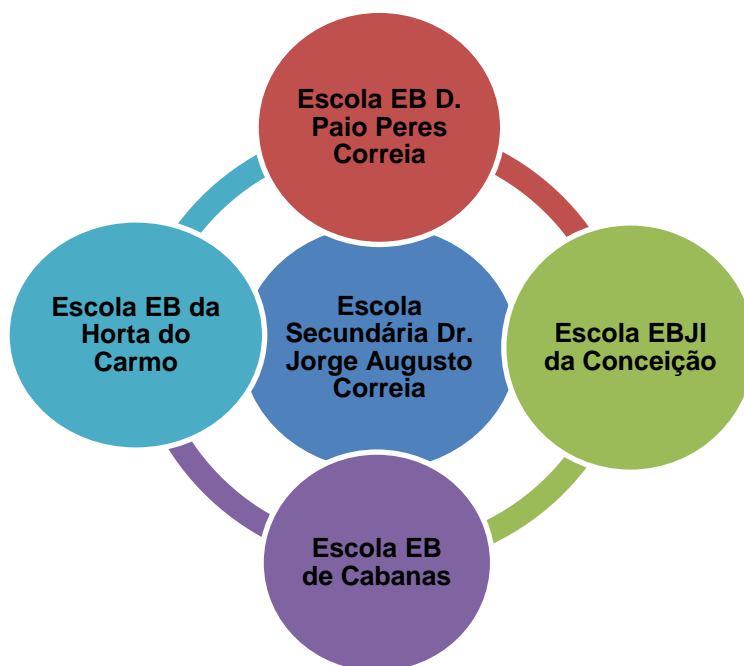 Escola EB D.
Paio Peres
Correia
Escola EB da
Horta do
Carmo
Escola
Secundária Dr.
Jorge Augusto
Correia
Escola EBJI
da Conceição
Escola EB
de Cabanas